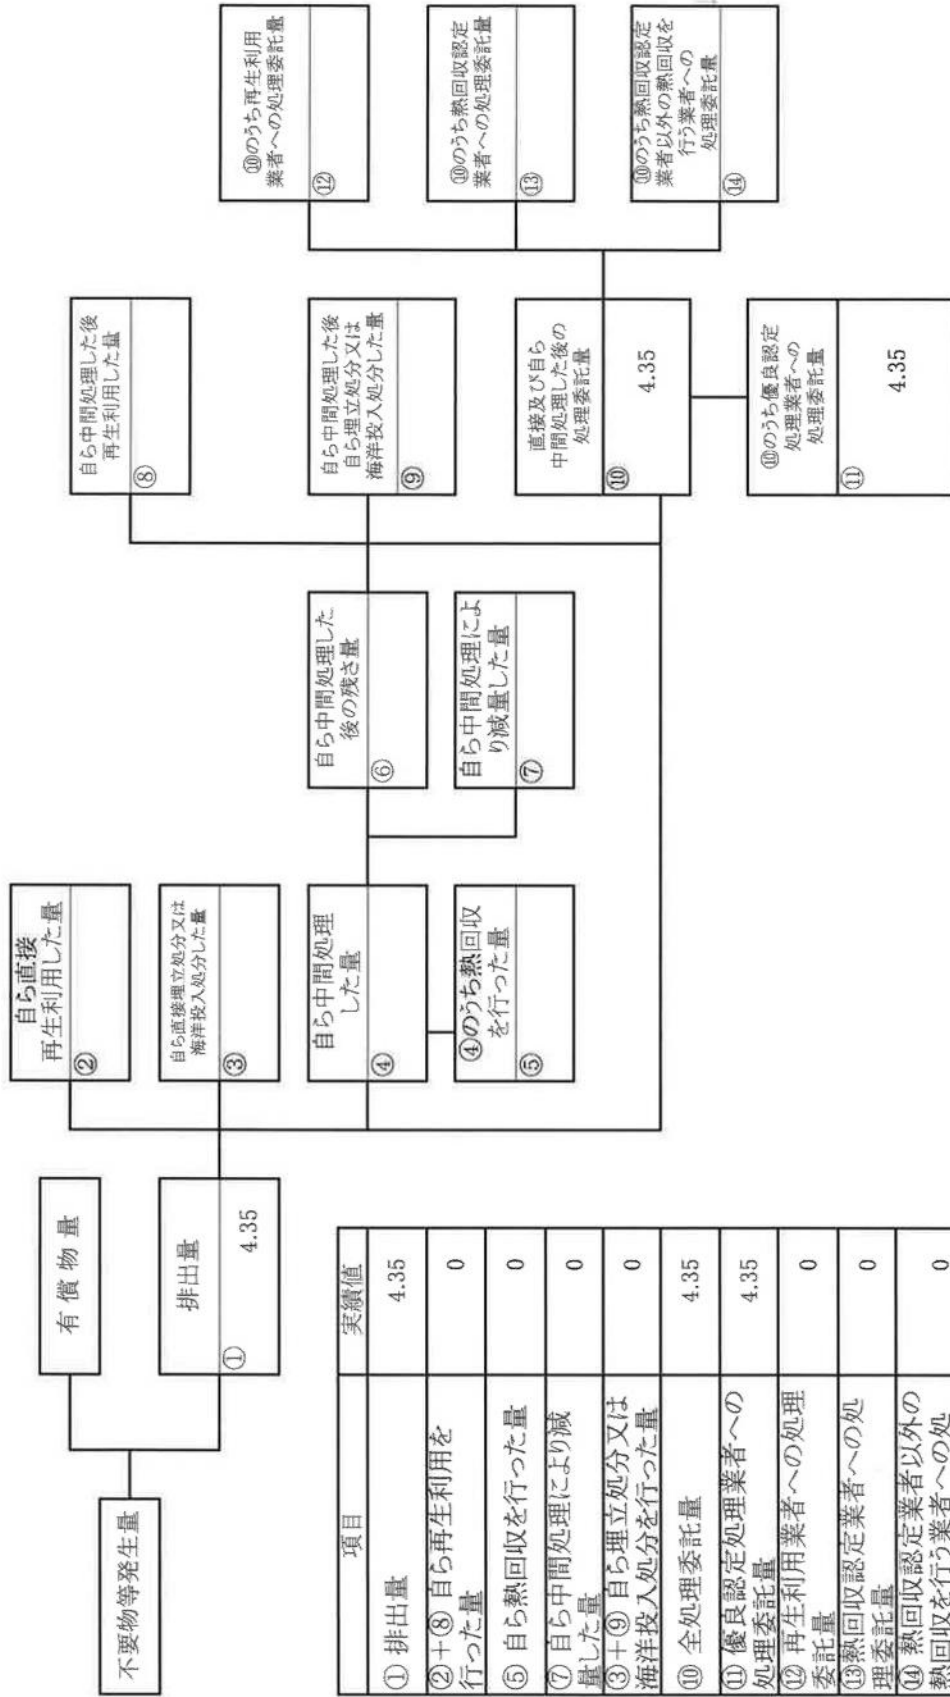 不要物等発生量
有償物量
排出量
①
4.35
自ら直接
再生利用した量
②
自ら直接埋立処分又は
海洋投入処分した量
③
自ら中間処理
した量
④
④のうち熱回収
を行った量
⑤
自ら中間処理した
後の残さ量
⑥
自ら中間処理によ
り減量した量
⑦
自ら中間処理した後
再生利用した量
⑧
自ら中間処理した後
自ら埋立処分又は
海洋投入処分した量
⑨
直接及び自ら
中間処理した後の
処理委託量
⑩
4.35
⑩のうち優良認定
処理業者への
処理委託量
⑪
4.35
⑩のうち再生利用
業者への処理委託量
⑫
⑩のうち熱回収認定
業者への処理委託量
⑬
⑩のうち熱回収認定
業者以外の熱回収を
行う業者への
処理委託量
⑭
項目 実績値
① 排出量 4.35
②+⑧ 自ら再生利用を
行った量 0
⑤ 自ら熱回収を行った量 0
⑦ 自ら中間処理により減
量した量 0
③+⑨ 自ら埋立処分又は
海洋投入処分を行った量 0
⑩ 全処理委託量 4.35
⑪ 優良認定処理業者への
処理委託量 4.35
⑫ 再生利用業者への処理
委託量 0
⑬熱回収認定業者への処
理委託量 0
⑭ 熱回収認定業者以外の
熱回収を行う業者への処 0